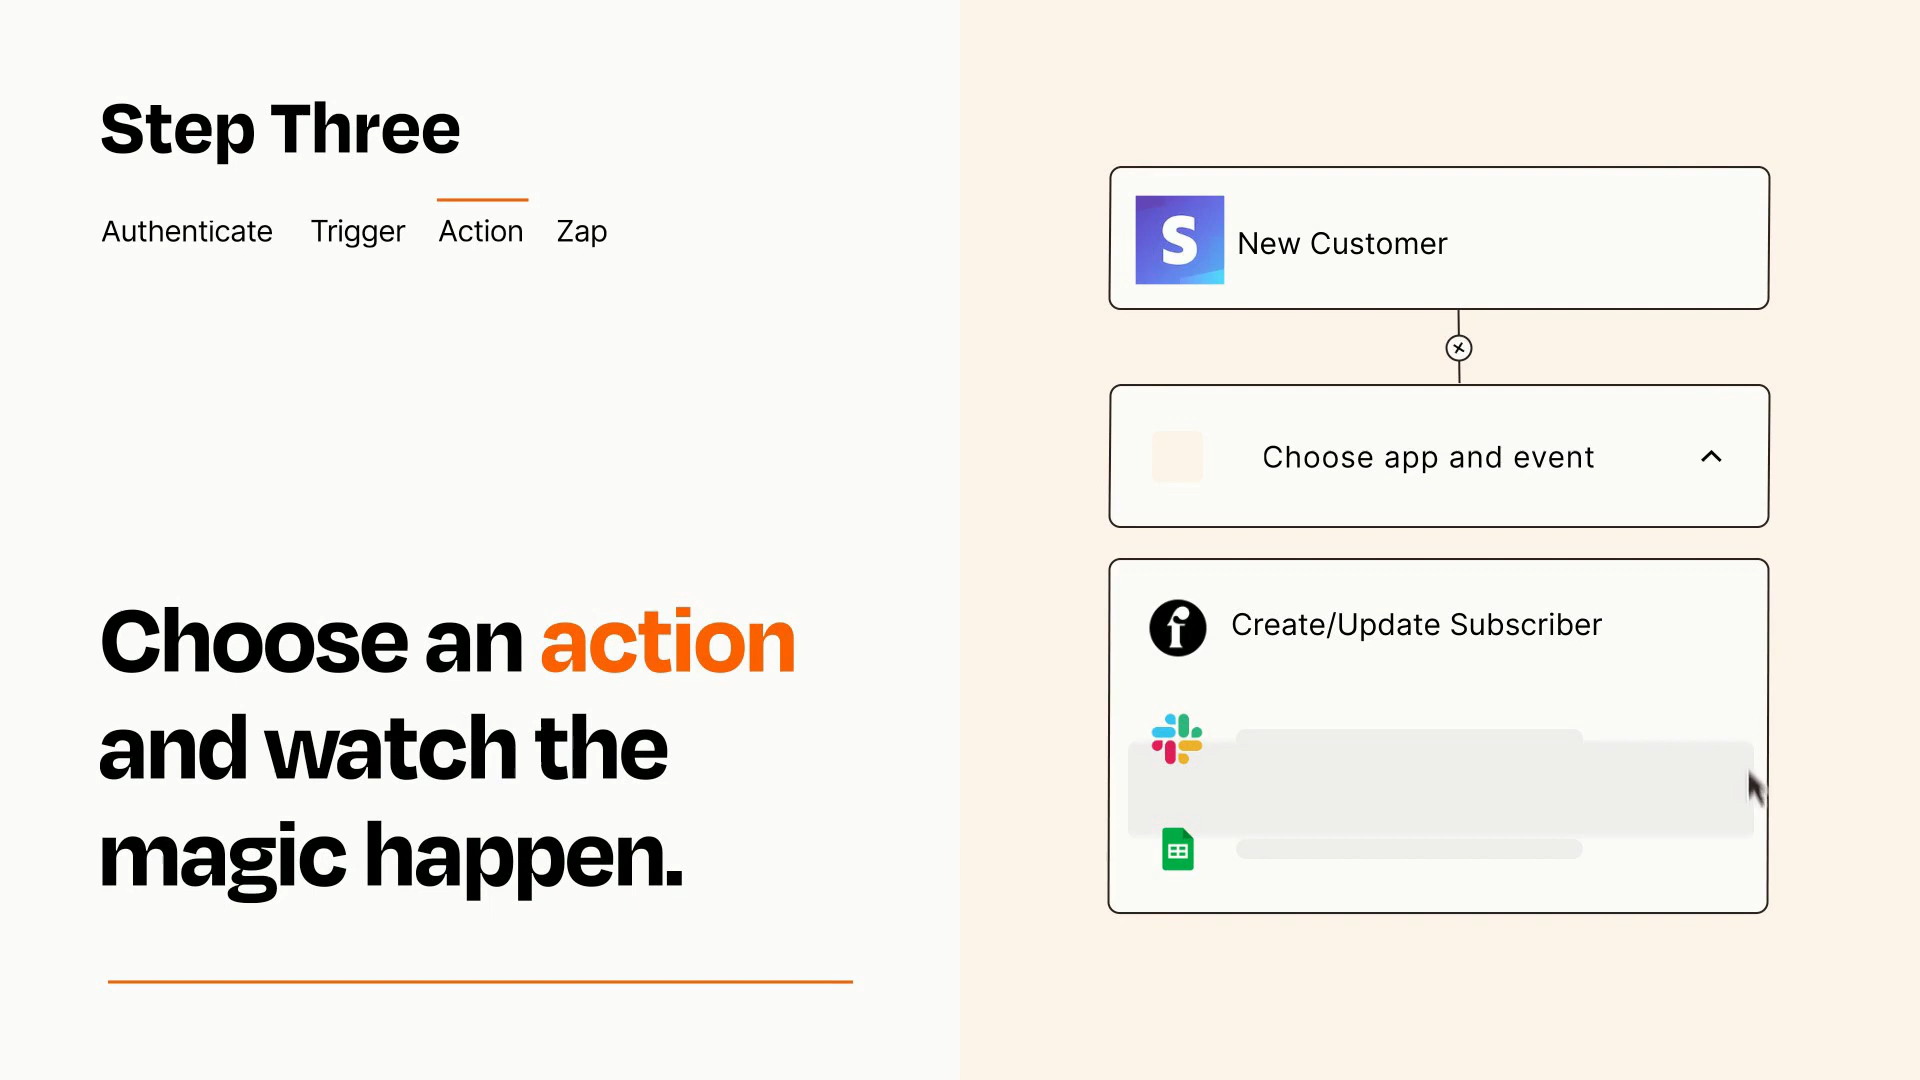 Step Three
Authenticate Trigger Action Zap
Choose an action
and watch the
magic happen.
S New Customer
Choose app and event
f Create/Update Subscriber